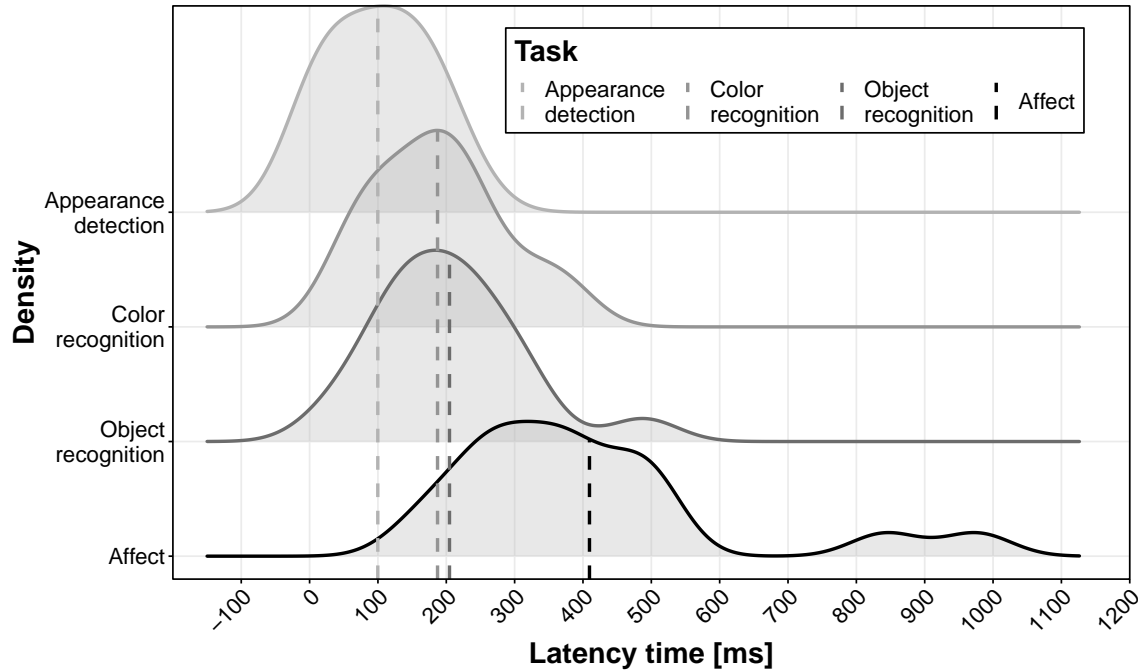 Task
Appearance
detection
Color
recognition
Object
recognition
Affect
Density
Appearance
detection
Color
recognition
Object
recognition
Affect
−100
0
100
200
300
400
500
600
700
800
900
1000
1100
1200
Latency time [ms]